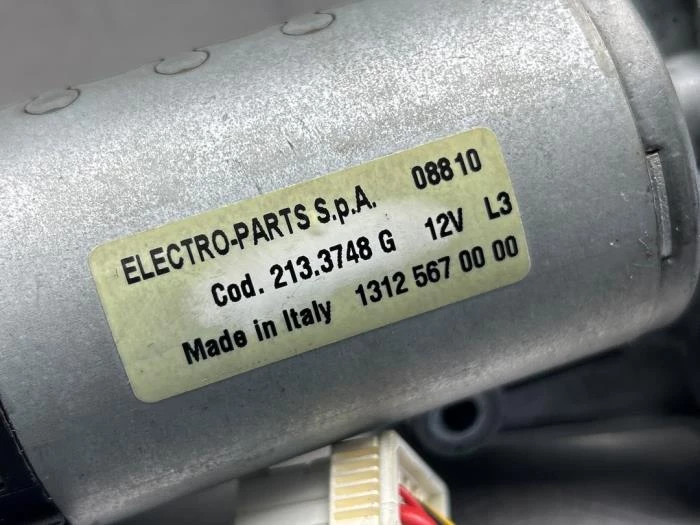 ELECTRO-PARTS S.p.A. 08810
Cod. 213.3748 G 12V L3
Made in Italy 1312 567 00 00